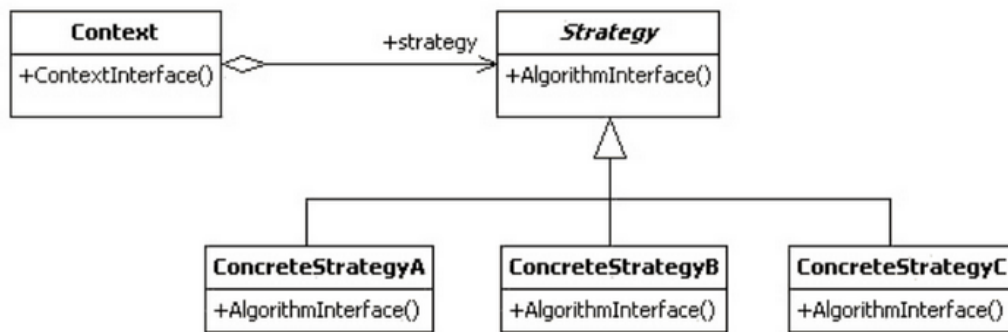 Context
+ContextInterface()
+strategy
Strategy
+AlgorithmInterface()
ConcreteStrategyA
+AlgorithmInterface()
ConcreteStrategyB
+AlgorithmInterface()
ConcreteStrategyC
+AlgorithmInterface()